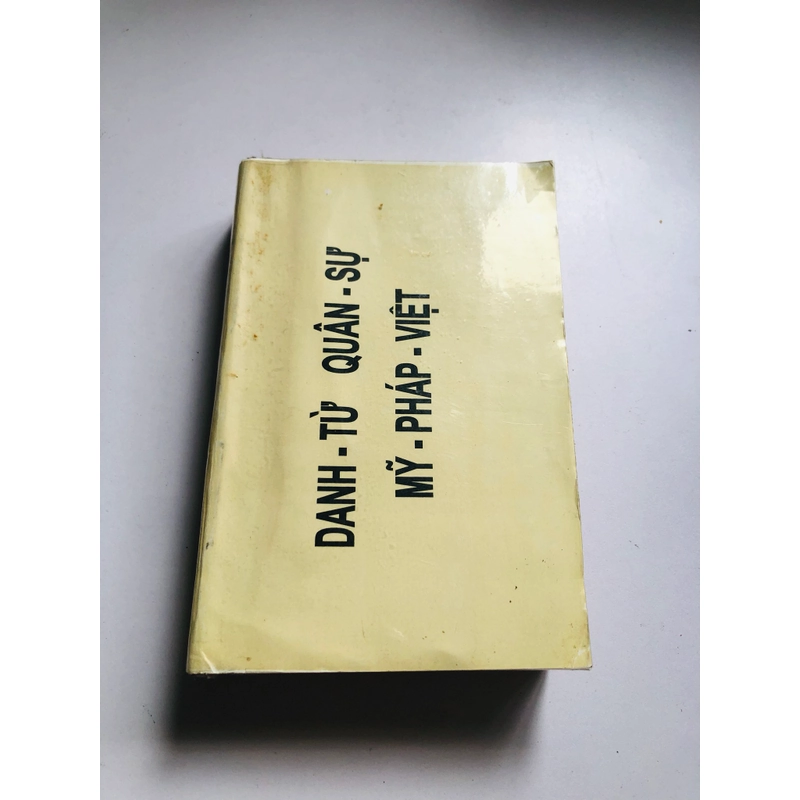 DANH - TỪ QUÂN - SỰ
MỸ - PHÁP - VIỆT